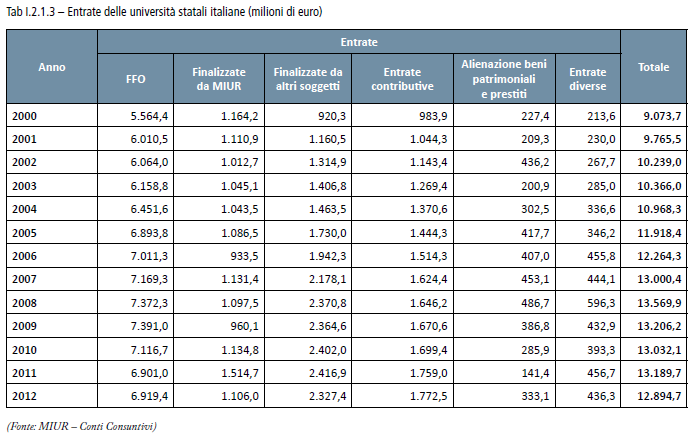 Tab I.2.1.3 – Entrate delle università statali italiane (milioni di euro)
Anno Entrate Totale
FFO Finalizzate da MIUR Finalizzate da altri soggetti Entrate contributive Alienazione beni patrimoniali e prestiti Entrate diverse
2000 5.564,4 1.164,2 920,3 983,9 227,4 213,6 9.073,7
2001 6.010,5 1.110,9 1.160,5 1.044,3 209,3 230,0 9.765,5
2002 6.064,0 1.012,7 1.314,9 1.143,4 436,2 267,7 10.239,0
2003 6.158,8 1.045,1 1.406,8 1.269,4 200,9 285,0 10.366,0
2004 6.451,6 1.043,5 1.463,5 1.370,6 302,5 336,6 10.968,3
2005 6.893,8 1.086,5 1.730,0 1.444,3 417,7 346,2 11.918,4
2006 7.011,3 933,5 1.942,3 1.514,3 407,0 455,8 12.264,3
2007 7.169,3 1.131,4 2.178,1 1.624,4 453,1 444,1 13.000,4
2008 7.372,3 1.097,5 2.370,8 1.646,2 486,7 596,3 13.569,9
2009 7.391,0 960,1 2.364,6 1.670,6 386,8 432,9 13.206,2
2010 7.116,7 1.134,8 2.402,0 1.699,4 285,9 393,3 13.032,1
2011 6.901,0 1.514,7 2.416,9 1.759,0 141,4 456,7 13.189,7
2012 6.919,4 1.106,0 2.327,4 1.772,5 333,1 436,3 12.894,7
(Fonte: MIUR – Conti Consuntivi)